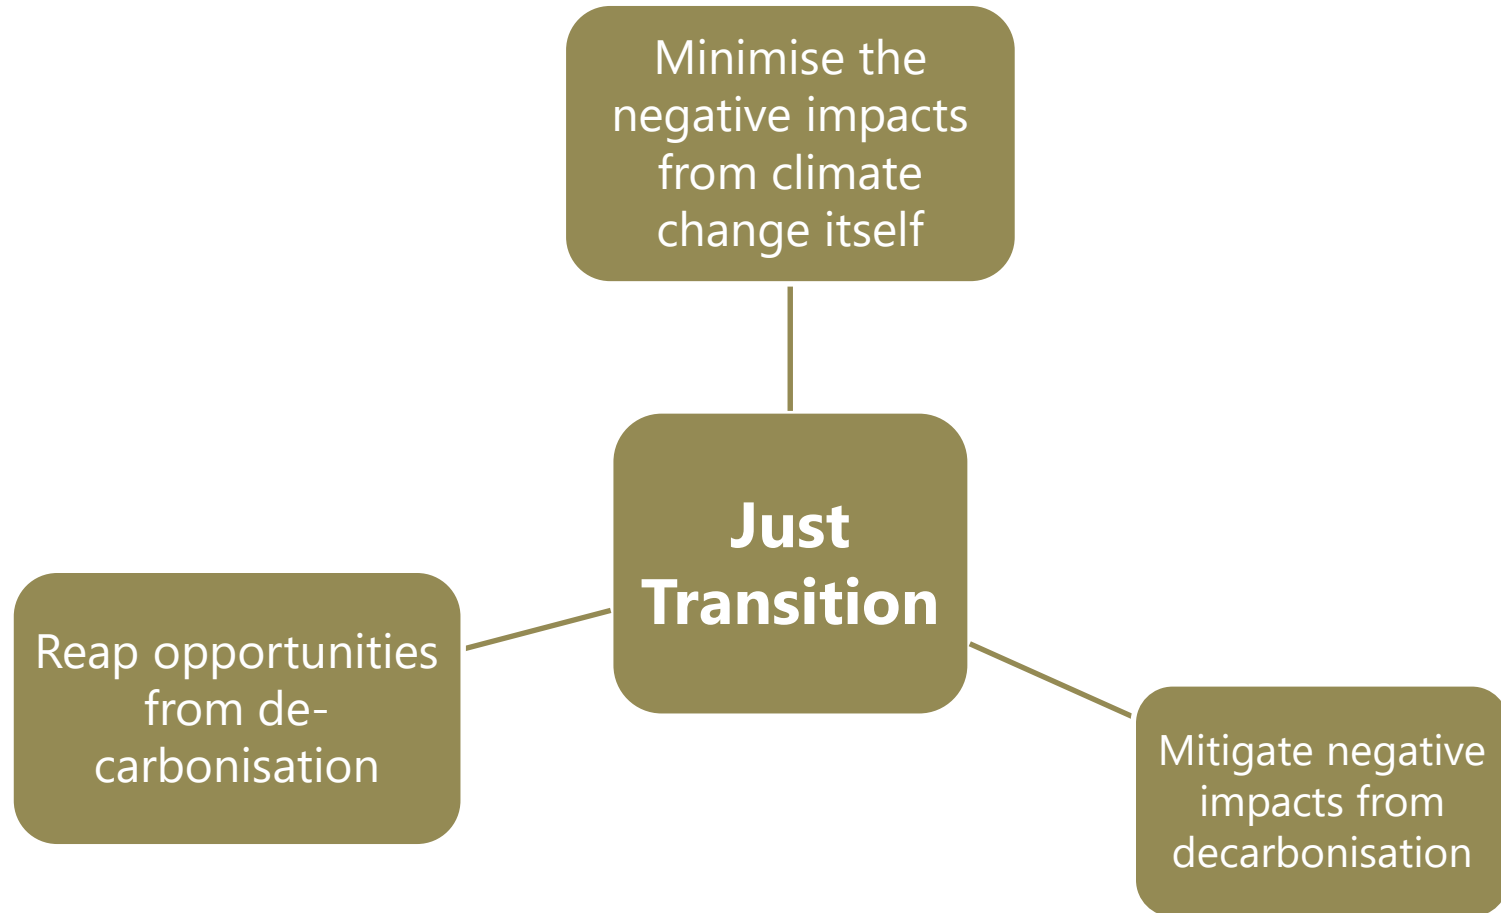 Minimise the
negative impacts
from climate
change itself
Just
Transition
Reap opportunities
from de-
carbonisation
Mitigate negative
impacts from
decarbonisation